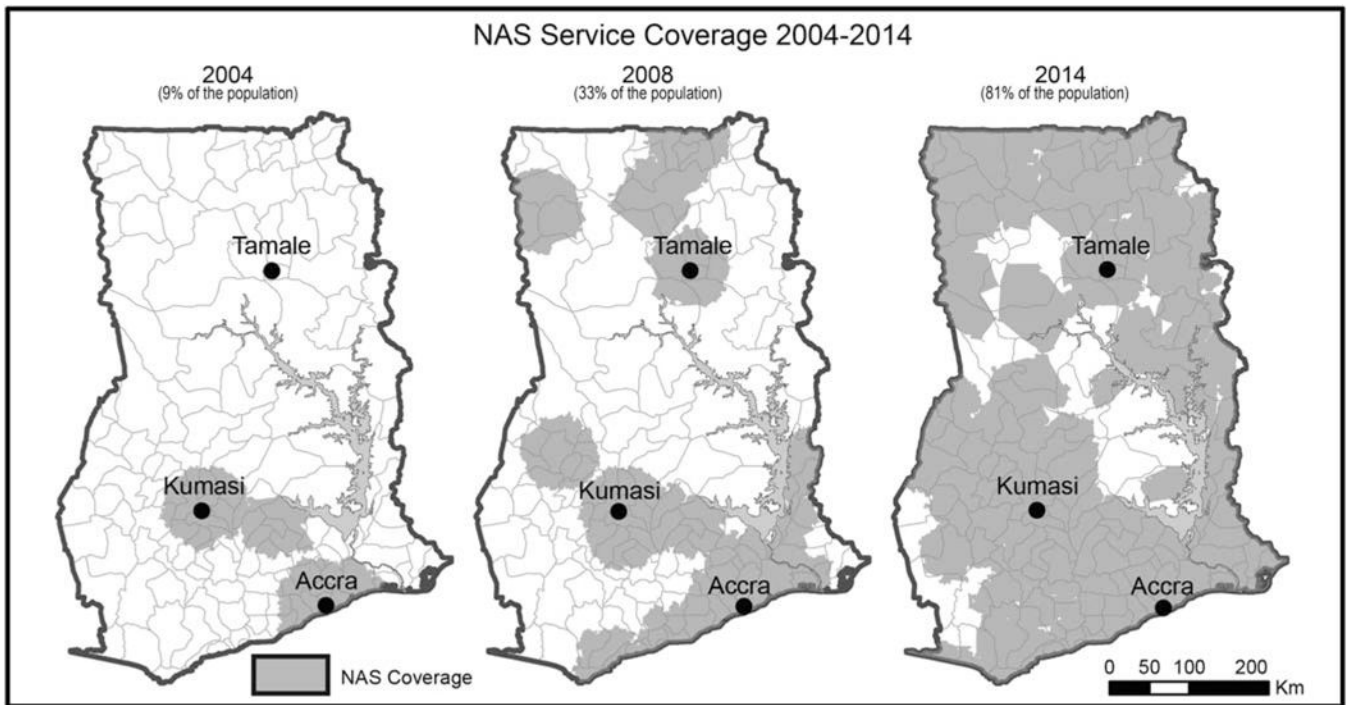 NAS Service Coverage 2004-2014
2004
(9% of the population)
2008
(33% of the population)
2014
(81% of the population)
Tamale
Kumasi
Accra
Tamale
Kumasi
Accra
Tamale
Kumasi
Accra
NAS Coverage
0 50 100 200
Km